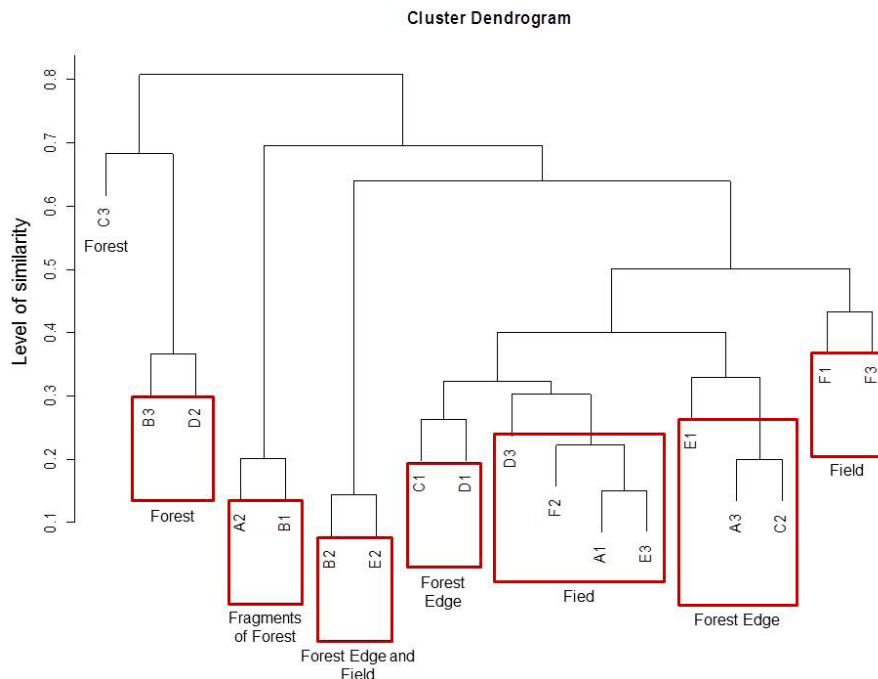 Cluster Dendrogram
Level of similarity
0.8
0.7
0.6
0.5
0.4
0.3
0.2
0.1
C3
Forest
B3
D2
Forest
A2
B1
Fragments
of Forest
B2
E2
Forest Edge and
Field
C1
D1
Forest
Edge
D3
F2
A1
E3
Fied
E1
A3
C2
Forest Edge
F1
F3
Field